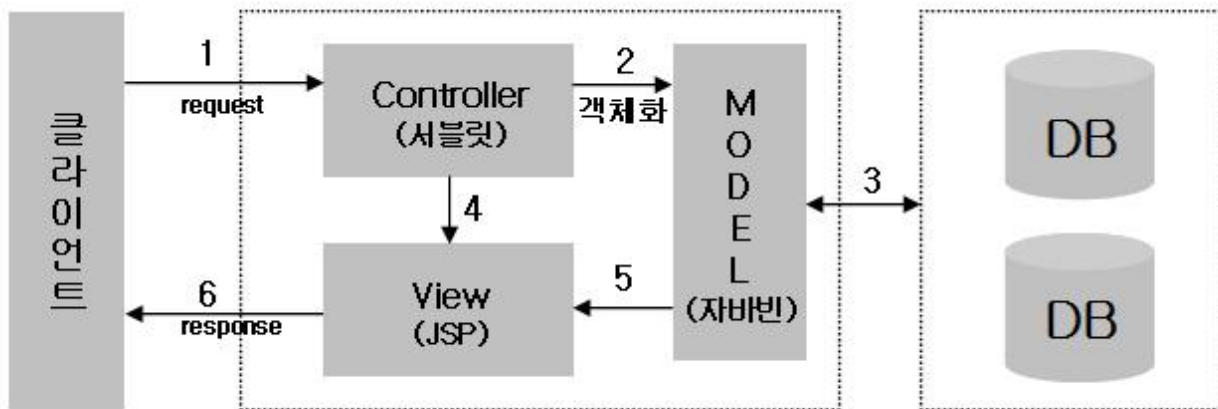 클라이언트
1
request
Controller
(서블릿)
2
객체화
MODEL
(자바빈)
3
4
View
(JSP)
5
6
response
DB
DB